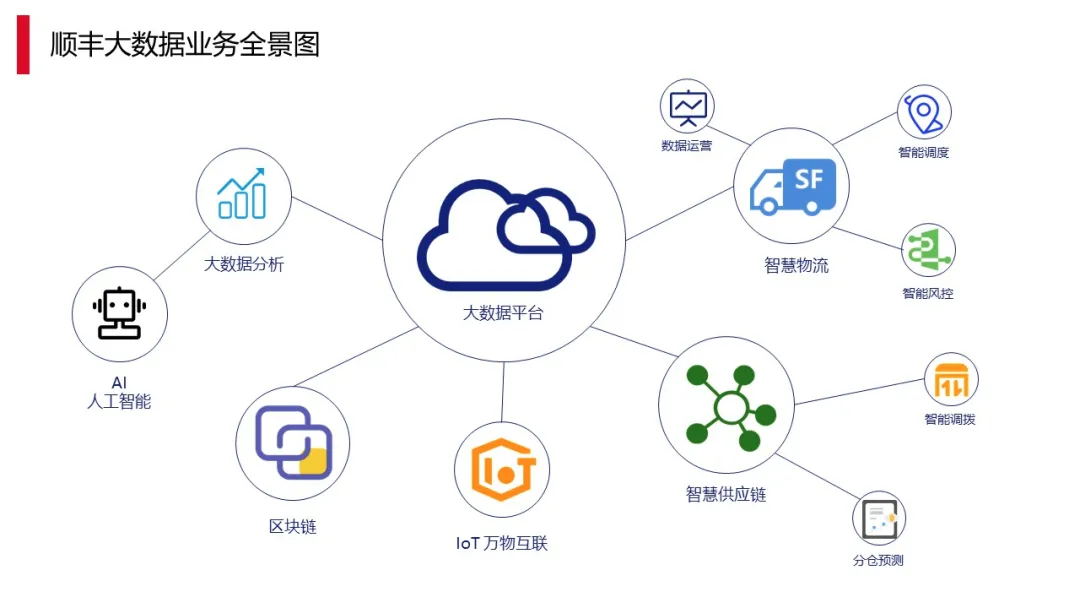 顺丰大数据业务全景图
数据运营
智能调度
SF
大数据分析
智慧物流
智能风控
大数据平台
AI
人工智能
智能调拨
智慧供应链
区块链
IoT
IoT 万物互联
分仓预测